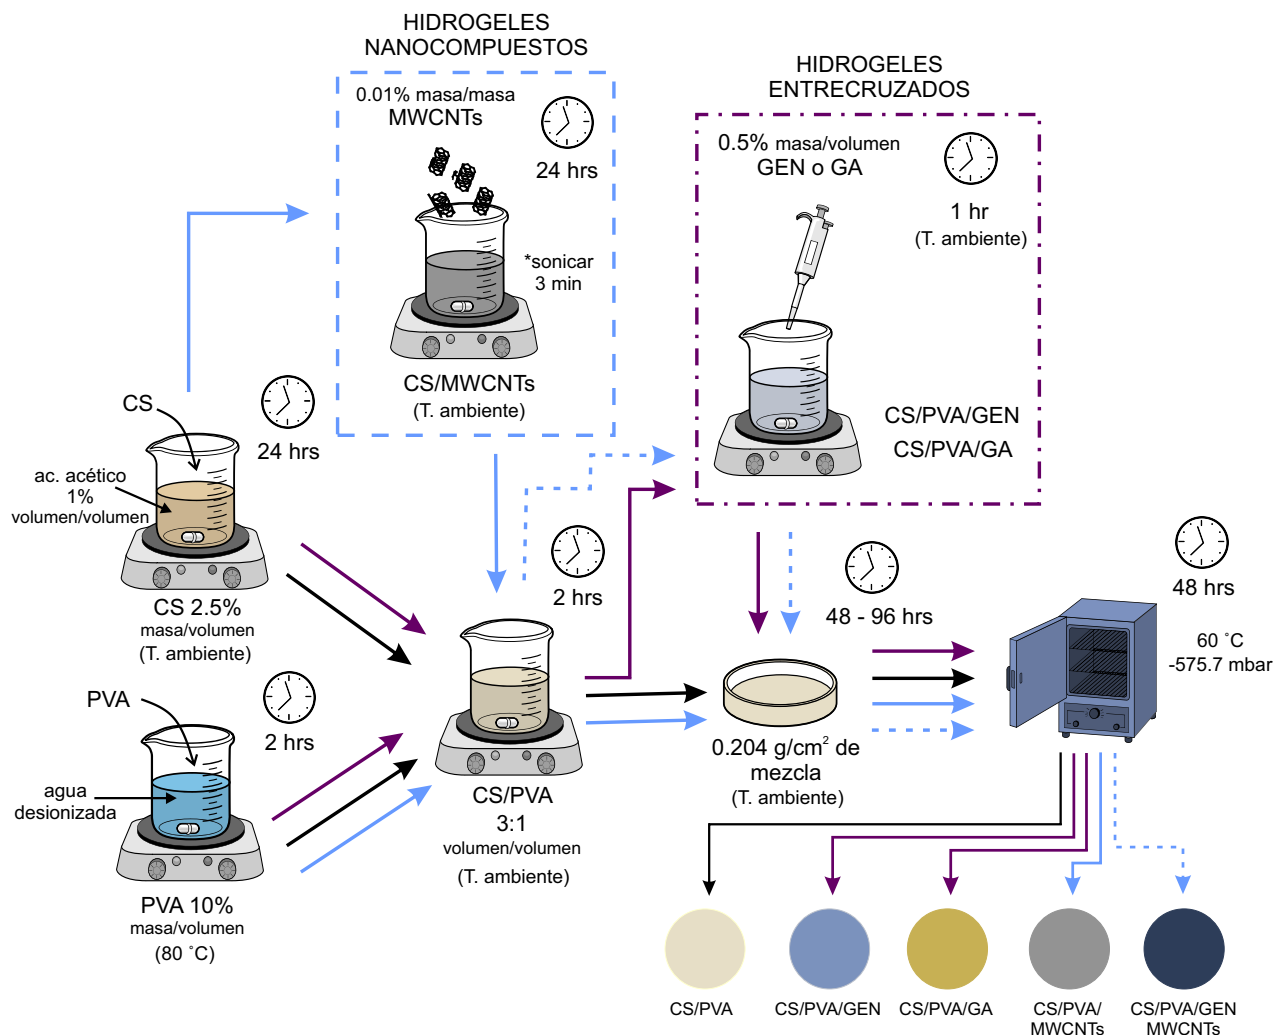 HIDROGELES
NANOCOMPUESTOS
0.01% masa/masa
MWCNTs
24 hrs
*sonicar
3 min
CS/MWCNTs
(T. ambiente)
HIDROGELES
ENTRECRUZADOS
0.5% masa/volumen
GEN o GA
1 hr
(T. ambiente)
CS/PVA/GEN
CS/PVA/GA
CS
24 hrs
ac. acético
1%
volumen/volumen
CS 2.5%
masa/volumen
(T. ambiente)
PVA
2 hrs
agua
desionizada
PVA 10%
masa/volumen
(80 ˚C)
2 hrs
CS/PVA
3:1
volumen/volumen
(T. ambiente)
48 - 96 hrs
0.204 g/cm² de
mezcla
(T. ambiente)
48 hrs
60 ˚C
-575.7 mbar
CS/PVA
CS/PVA/GEN
CS/PVA/GA
CS/PVA/
MWCNTs
CS/PVA/GEN
MWCNTs